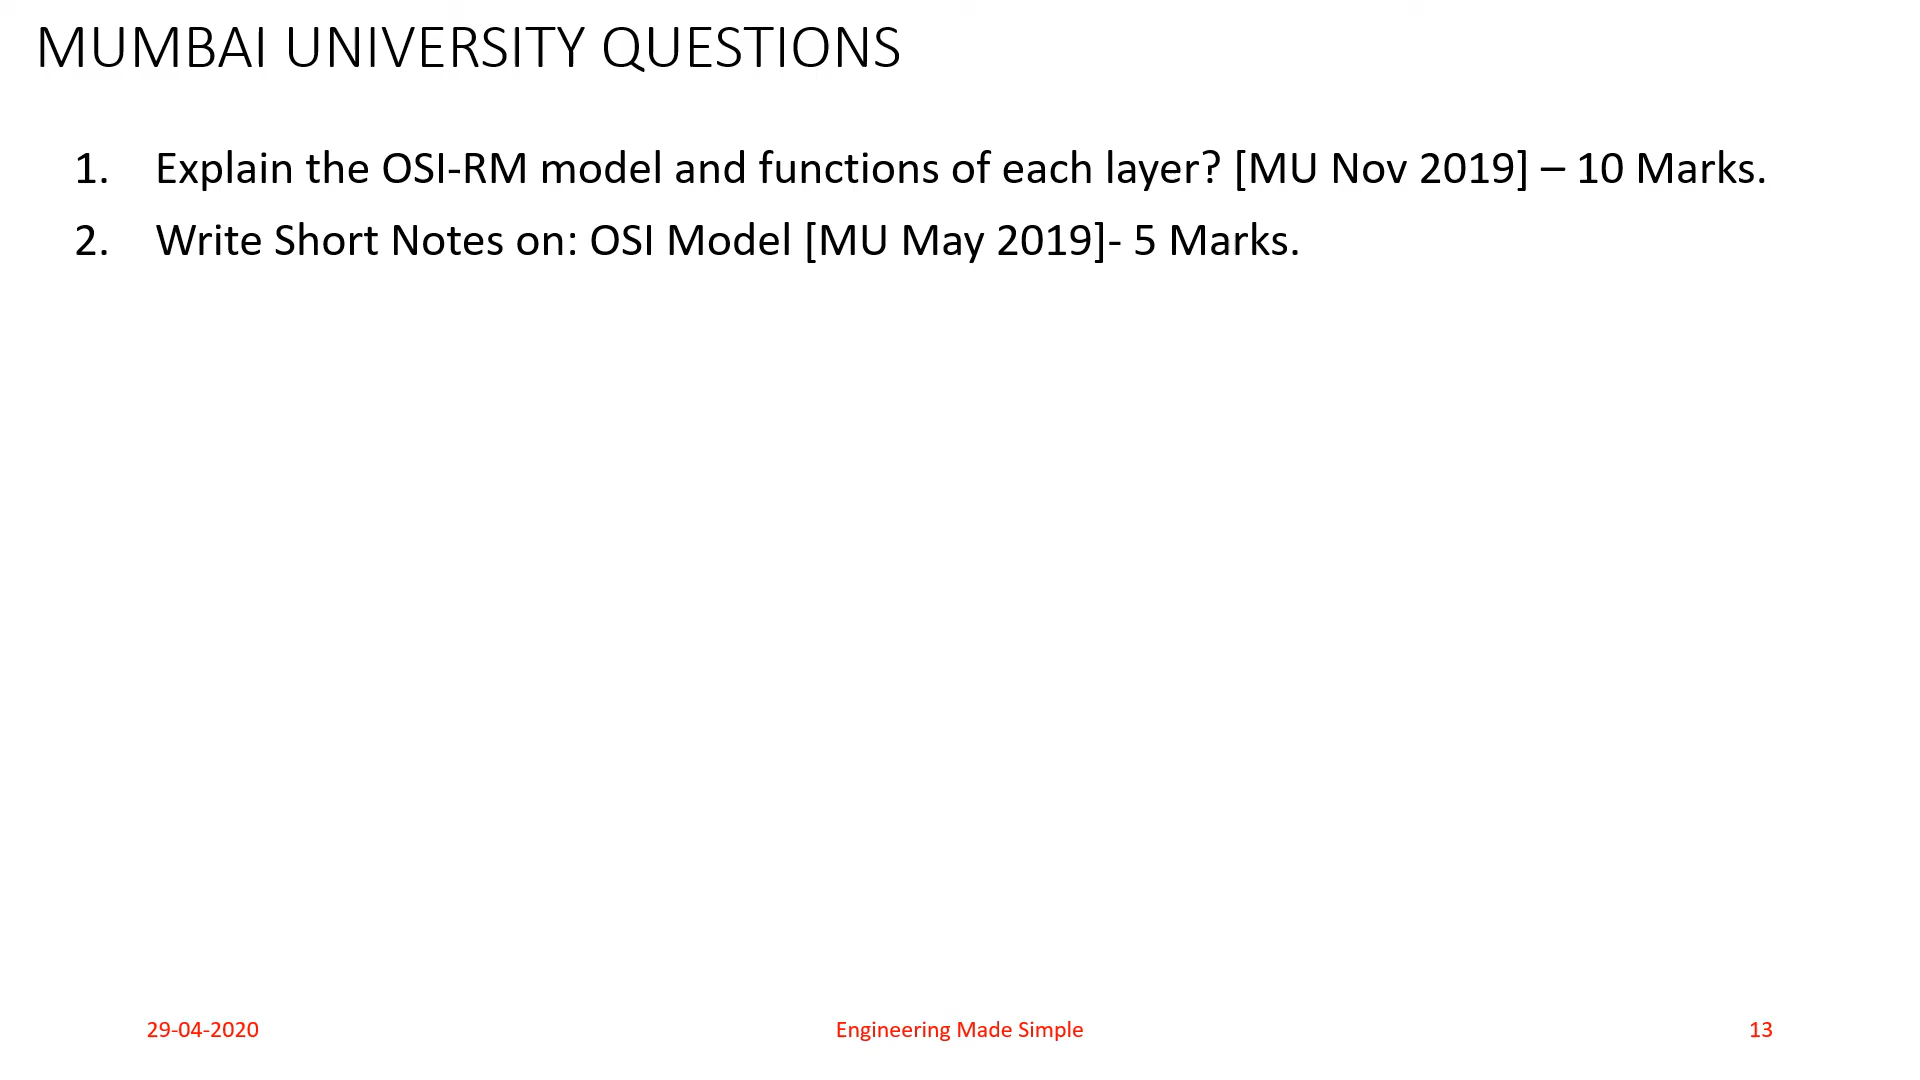 MUMBAI UNIVERSITY QUESTIONS
1. Explain the OSI-RM model and functions of each layer? [MU Nov 2019] – 10 Marks.
2. Write Short Notes on: OSI Model [MU May 2019]- 5 Marks.
29-04-2020 Engineering Made Simple 13